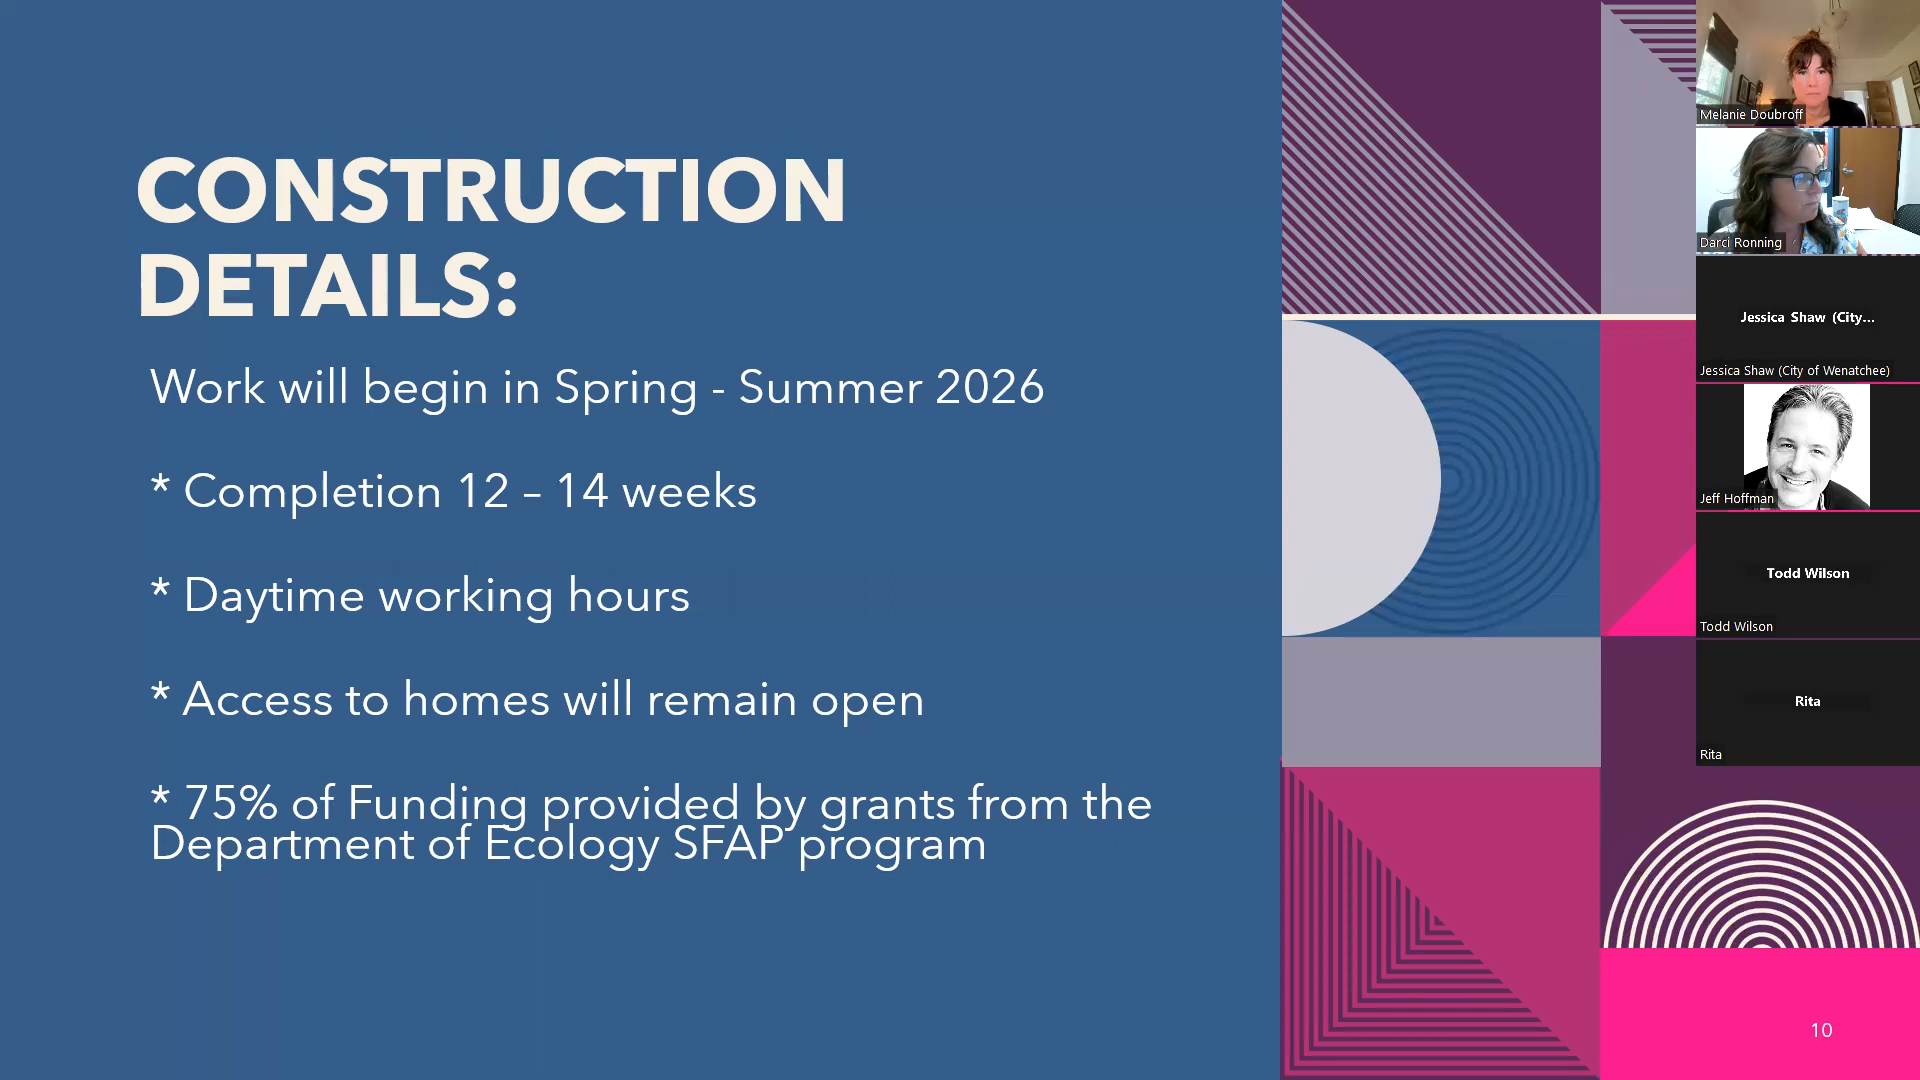 CONSTRUCTION
DETAILS:
Work will begin in Spring - Summer 2026
* Completion 12 – 14 weeks
* Daytime working hours
* Access to homes will remain open
* 75% of Funding provided by grants from the
Department of Ecology SFAP program
Melanie Doubroff
Darci Ronning
Jessica Shaw (City...
Jessica Shaw (City of Wenatchee)
Jeff Hoffman
Todd Wilson
Todd Wilson
Rita
Rita
10